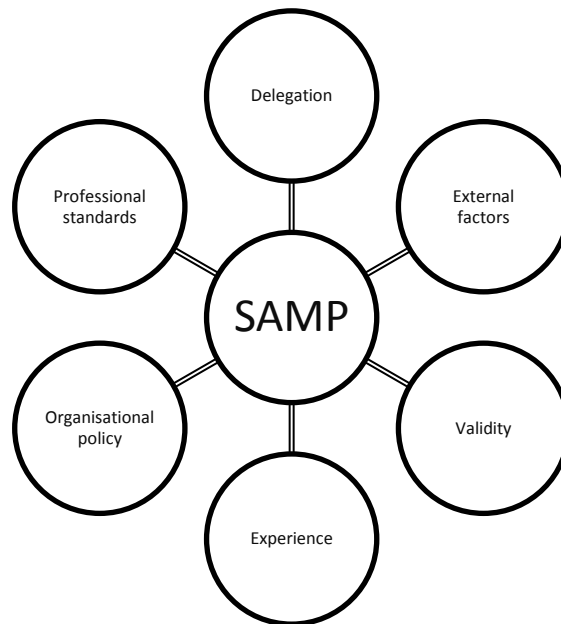 Delegation
Professional
standards
External
factors
SAMP
Organisational
policy
Validity
Experience